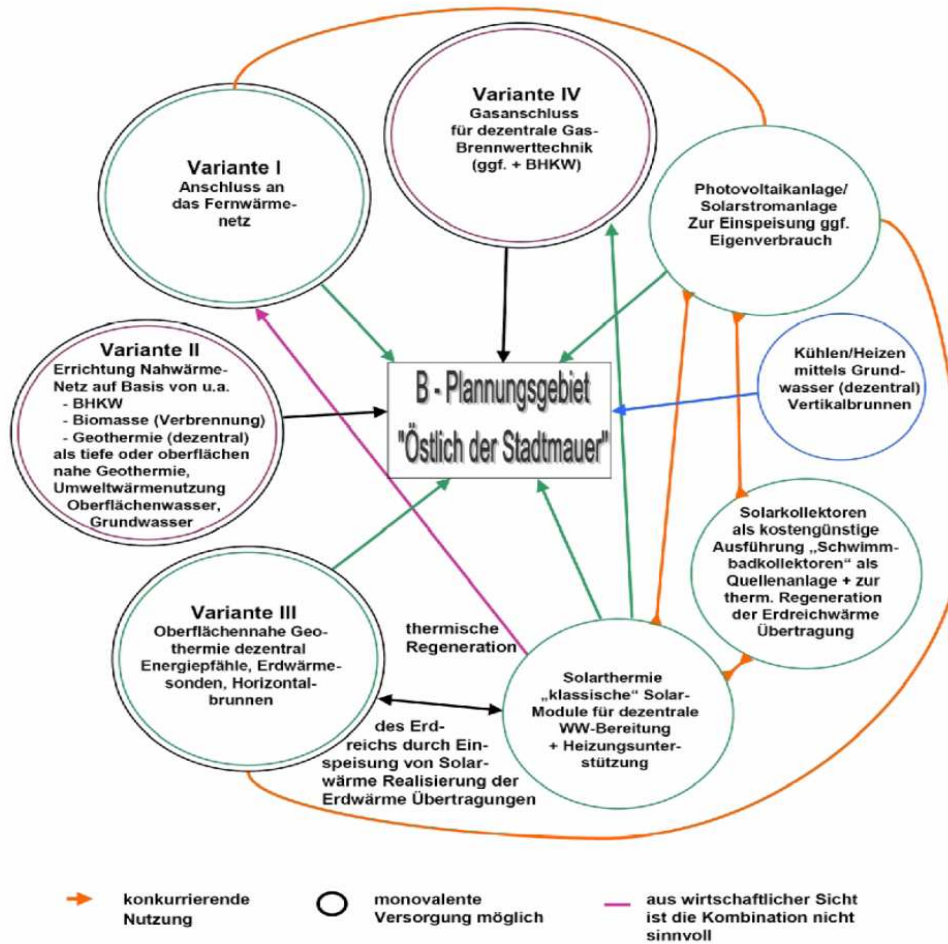 Variante IV
Gasanschluss
für dezentrale Gas-
Brennwerttechnik
(ggf. + BHKW)
Variante I
Anschluss an
das Fernwärme-
netz
Photovoltaikanlage/
Solarstromanlage
Zur Einspeisung ggf.
Eigenverbrauch
Variante II
Errichtung Nahwärme-
Netz auf Basis von u.a.
- BHKW
- Biomasse (Verbrennung)
- Geothermie (dezentral)
als tiefe oder oberflächen
nahe Geothermie,
Umweltwärmenutzung
Oberflächenwasser,
Grundwasser
B - Plannungsgebiet
"Östlich der Stadtmauer"
Kühlen/Heizen
mittels Grund-
wasser (dezentral)
Vertikalbrunnen
Solarkollektoren
als kostengünstige
Ausführung „Schwimm-
badkollektoren“ als
Quellenanlage + zur
therm. Regeneration
der Erdreichwärme
Übertragung
Variante III
Oberflächennahe Geo-
thermie dezentral
Energiepfähle, Erdwärme-
sonden, Horizontal-
brunnen
thermische
Regeneration
des Erd-
reichs durch Ein-
speisung von Solar-
wärme Realisierung der
Erdwärme Übertragungen
Solarthermie
„klassische“ Solar-
Module für dezentrale
WW-Bereitung
+ Heizungsunter-
stützung
konkurrierende
Nutzung
monovalente
Versorgung möglich
aus wirtschaftlicher Sicht
ist die Kombination nicht
sinnvoll